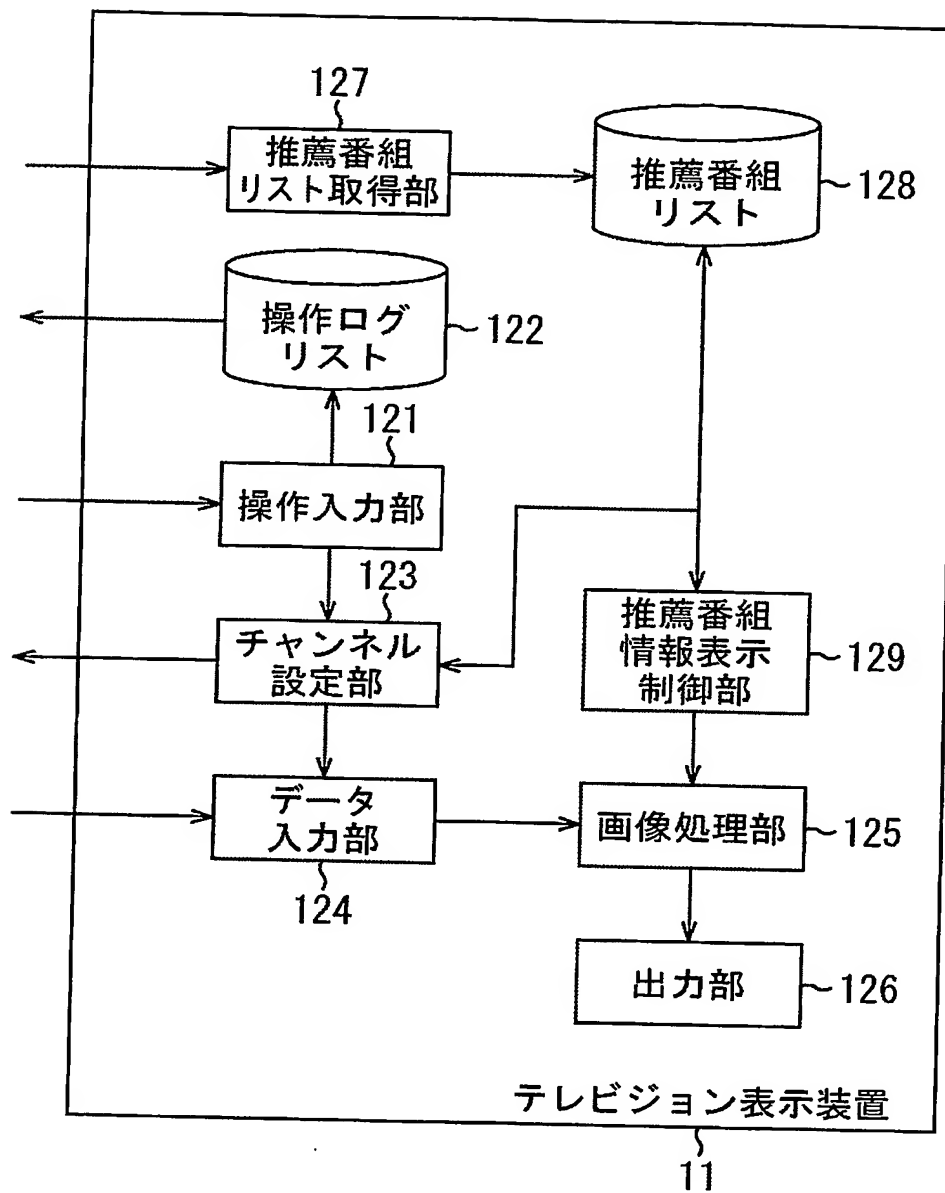 127
推薦番組
リスト取得部
推薦番組
リスト
128
操作ログ
リスト
122
121
操作入力部
123
チャンネル
設定部
推薦番組
情報表示
制御部
129
データ
入力部
124
画像処理部
125
出力部
126
テレビジョン表示装置
11